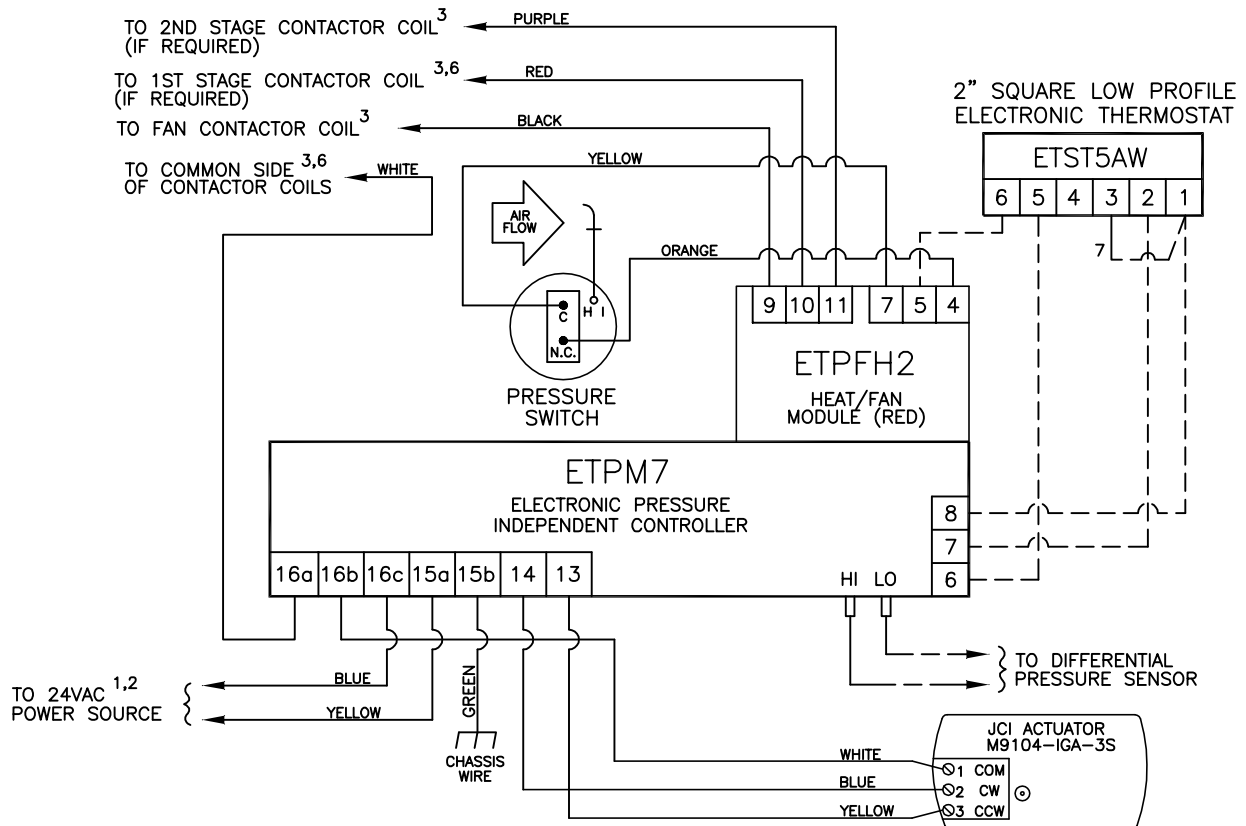 TO 2ND STAGE CONTACTOR COIL 3
(IF REQUIRED)
PURPLE
TO 1ST STAGE CONTACTOR COIL 3,6
(IF REQUIRED)
RED
TO FAN CONTACTOR COIL 3
BLACK
TO COMMON SIDE 3,6
OF CONTACTOR COILS
WHITE
YELLOW
AIR
FLOW
ORANGE
C
H I
N.C.
PRESSURE
SWITCH
2" SQUARE LOW PROFILE
ELECTRONIC THERMOSTAT
ETST5AW
6 5 4 3 2 1
7
9 10 11 7 5 4
ETPFH2
HEAT/FAN
MODULE (RED)
ETPM7
ELECTRONIC PRESSURE
INDEPENDENT CONTROLLER
8
7
6
16a 16b 16c 15a 15b 14 13
HI LO
TO DIFFERENTIAL
PRESSURE SENSOR
TO 24VAC 1,2
POWER SOURCE
BLUE
YELLOW
GREEN
CHASSIS
WIRE
JCI ACTUATOR
M9104-IGA-3S
WHITE
1 COM
BLUE
2 CW
YELLOW
3 CCW